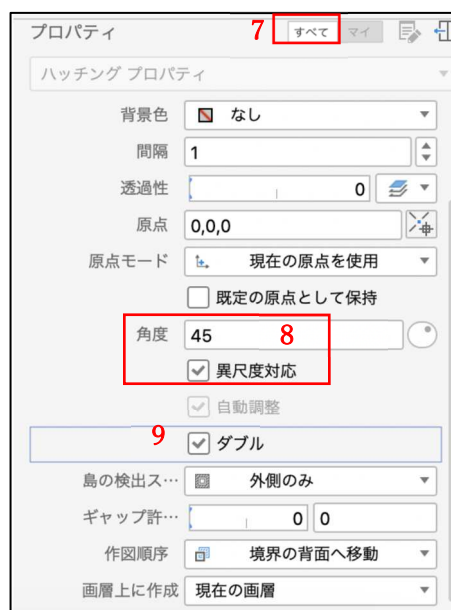 プロパティ 7 すべて マイ
ハッチング プロパティ
背景色 なし
間隔 1
透過性 0
原点 0,0,0
原点モード 現在の原点を使用
既定の原点として保持
角度 45 8
異尺度対応
自動調整
9 ダブル
島の検出ス… 外側のみ
ギャップ許… 0 0
作図順序 境界の背面へ移動
画層上に作成 現在の画層